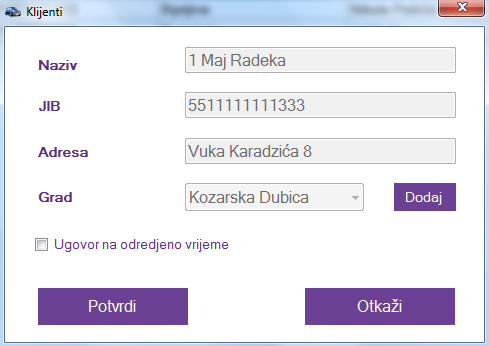 Klijenti
Naziv 1 Maj Radeka
JIB 5511111111333
Adresa Vuka Karadzića 8
Grad Kozarska Dubica Dodaj
Ugovor na odredjeno vrijeme
Potvrdi Otkaži